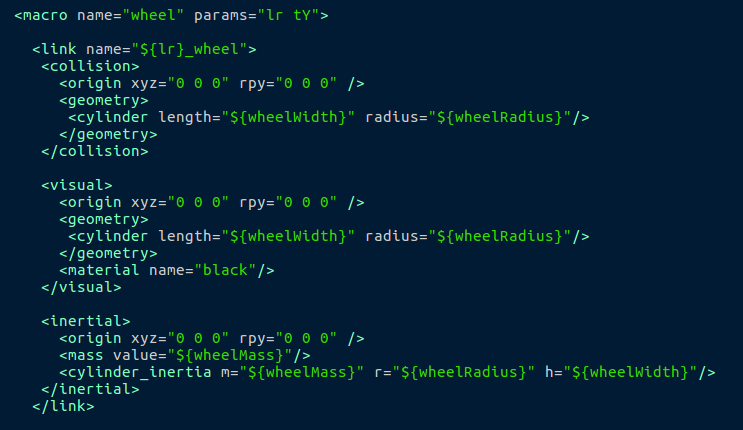 <macro name="wheel" params="lr tY">
<link name="${lr}_wheel">
<collision>
<origin xyz="0 0 0" rpy="0 0 0" />
<geometry>
<cylinder length="${wheelWidth}" radius="${wheelRadius}"/>
</geometry>
</collision>
<visual>
<origin xyz="0 0 0" rpy="0 0 0" />
<geometry>
<cylinder length="${wheelWidth}" radius="${wheelRadius}"/>
</geometry>
<material name="black"/>
</visual>
<inertial>
<origin xyz="0 0 0" rpy="0 0 0" />
<mass value="${wheelMass}"/>
<cylinder_inertia m="${wheelMass}" r="${wheelRadius}" h="${wheelWidth}"/>
</inertial>
</link>